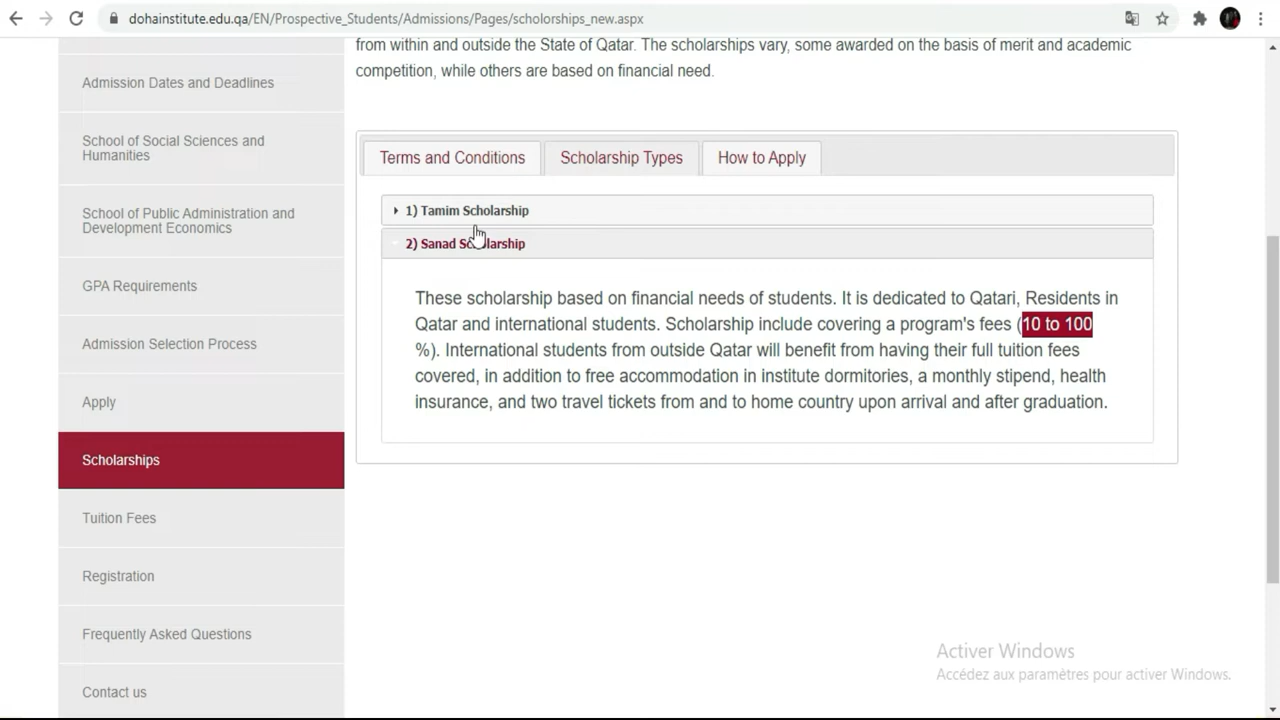 dohainstitute.edu.qa/EN/Prospective_Students/Admissions/Pages/scholorships_new.aspx
from within and outside the State of Qatar. The scholarships vary, some awarded on the basis of merit and academic
competition, while others are based on financial need.
Admission Dates and Deadlines
School of Social Sciences and
Humanities
School of Public Administration and
Development Economics
GPA Requirements
Admission Selection Process
Apply
Scholarships
Tuition Fees
Registration
Frequently Asked Questions
Contact us
Terms and Conditions
Scholarship Types
How to Apply
1) Tamim Scholarship
2) Sanad Scholarship
These scholarship based on financial needs of students. It is dedicated to Qatari, Residents in
Qatar and international students. Scholarship include covering a program's fees (10 to 100
%). International students from outside Qatar will benefit from having their full tuition fees
covered, in addition to free accommodation in institute dormitories, a monthly stipend, health
insurance, and two travel tickets from and to home country upon arrival and after graduation.
Activer Windows
Accédez aux paramètres pour activer Windows.